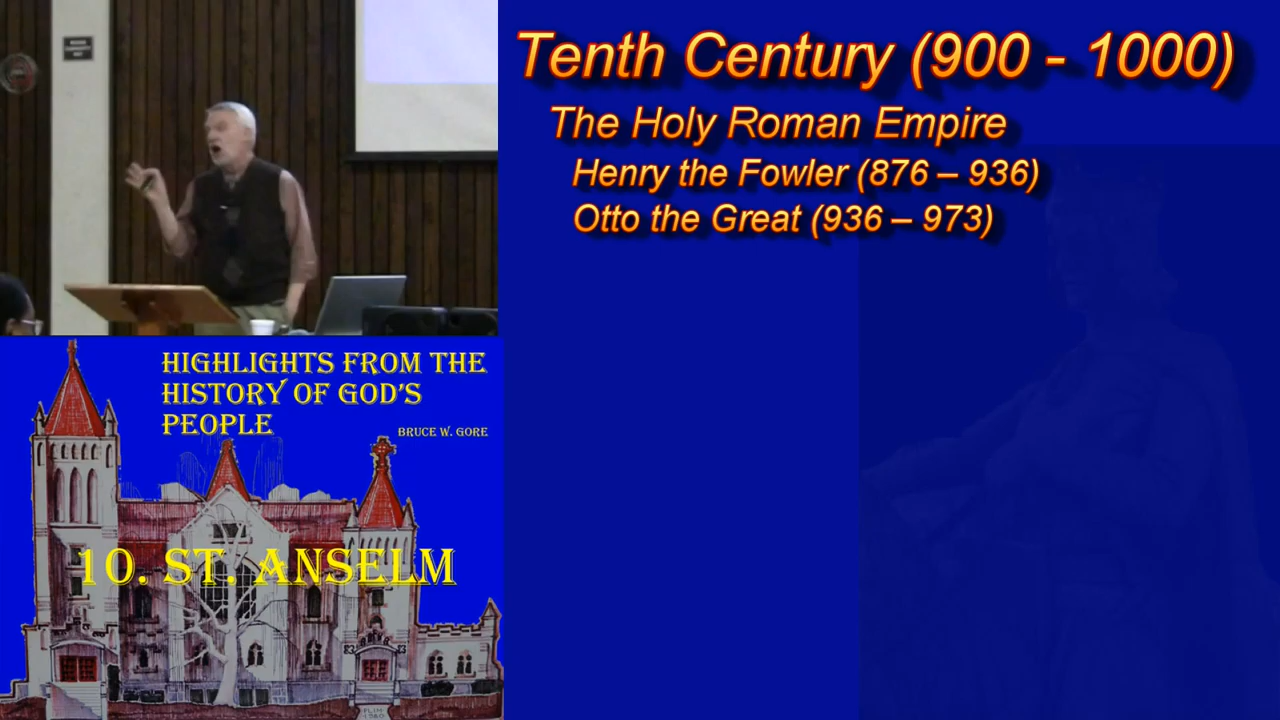 Tenth Century (900 - 1000)
The Holy Roman Empire
Henry the Fowler (876 – 936)
Otto the Great (936 – 973)
HIGHLIGHTS FROM THE
HISTORY OF GOD'S
PEOPLE
BRUCE W. GORE
10. ST. ANSELM